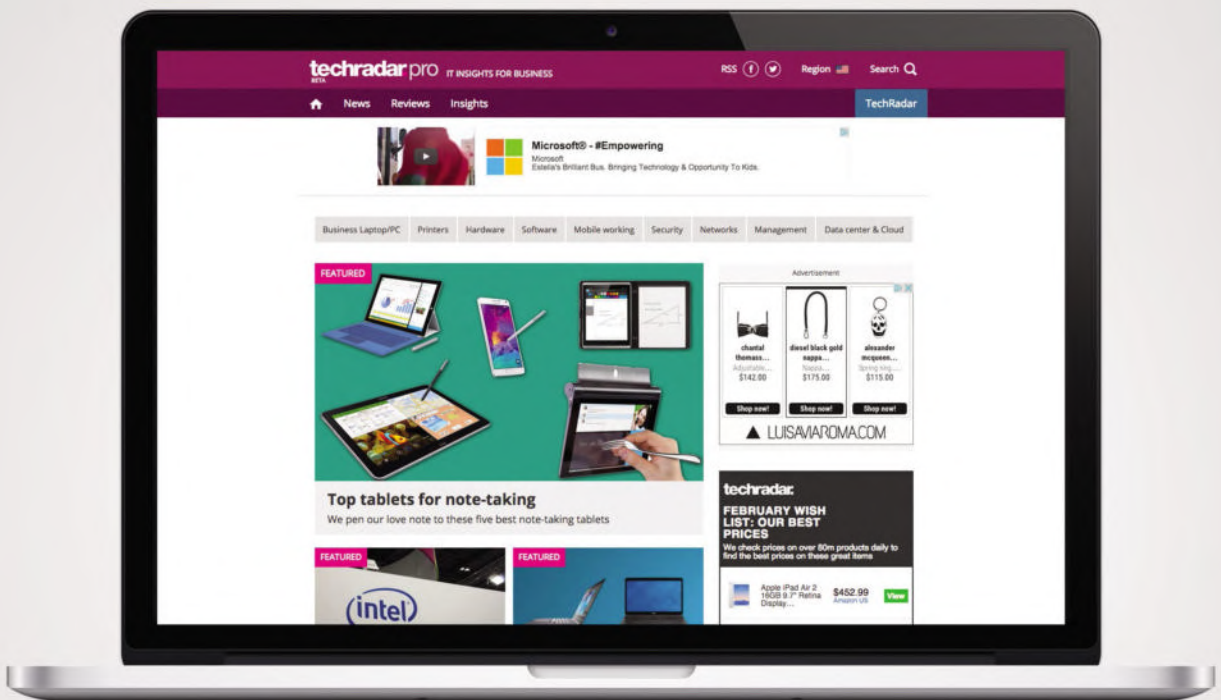 techradar pro IT INSIGHTS FOR BUSINESS
BETA
RSS
Region
Search
News
Reviews
Insights
TechRadar
Microsoft® - #Empowering
Microsoft
Estella's Brilliant Bus. Bringing Technology & Opportunity To Kids.
Business Laptop/PC
Printers
Hardware
Software
Mobile working
Security
Networks
Management
Data center & Cloud
FEATURED
Top tablets for note-taking
We pen our love note to these five best note-taking tablets
FEATURED
intel
FEATURED
Advertisement
chantal
thomass...
Adjustable...
$142.00
Shop now!
diesel black gold
nappa...
Nappa...
$175.00
Shop now!
alexander
mcqueen...
Spring ring...
$115.00
Shop now!
LUISAVIAROMA.COM
techradar.
FEBRUARY WISH
LIST: OUR BEST
PRICES
We check prices on over 80m products daily to
find the best prices on these great items
Apple iPad Air 2
16GB 9.7" Retina
Display...
$452.99
Amazon US
View